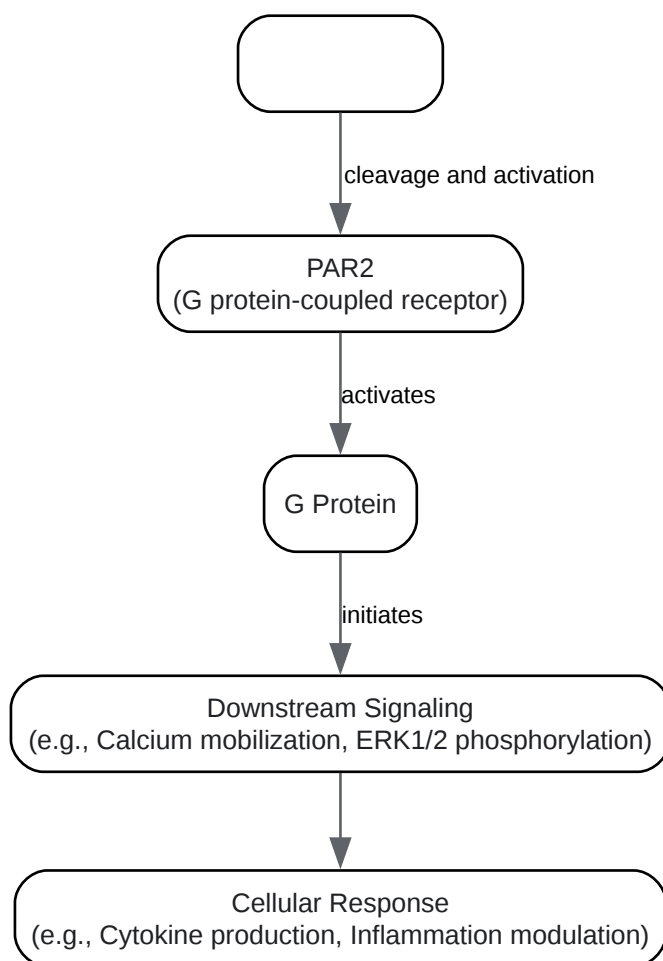 cleavage and activation
PAR2
(G protein-coupled receptor)
activates
G Protein
initiates
Downstream Signaling
(e.g., Calcium mobilization, ERK1/2 phosphorylation)
Cellular Response
(e.g., Cytokine production, Inflammation modulation)